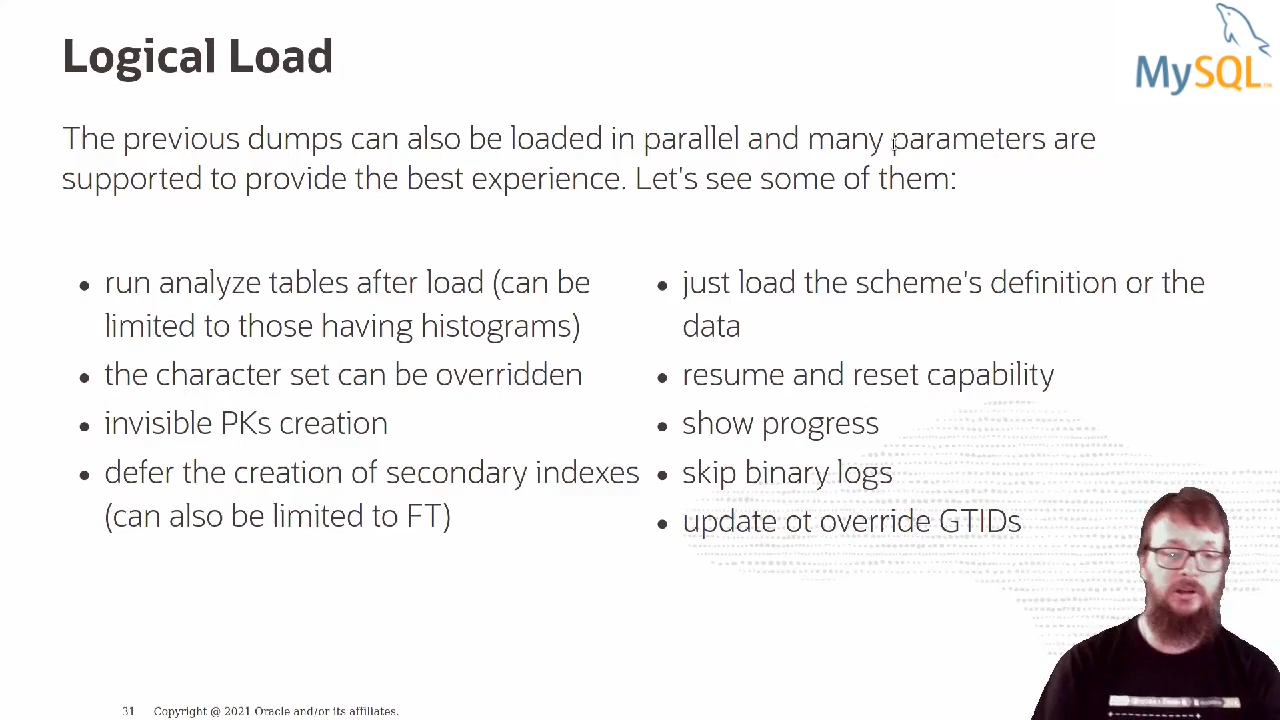 Logical Load
MySQL™
The previous dumps can also be loaded in parallel and many parameters are
supported to provide the best experience. Let's see some of them:
• run analyze tables after load (can be
limited to those having histograms)
• the character set can be overridden
• invisible PKs creation
• defer the creation of secondary indexes
(can also be limited to FT)
• just load the scheme's definition or the
data
• resume and reset capability
• show progress
• skip binary logs
• update ot override GTIDs
31 Copyright @ 2021 Oracle and/or its affiliates.